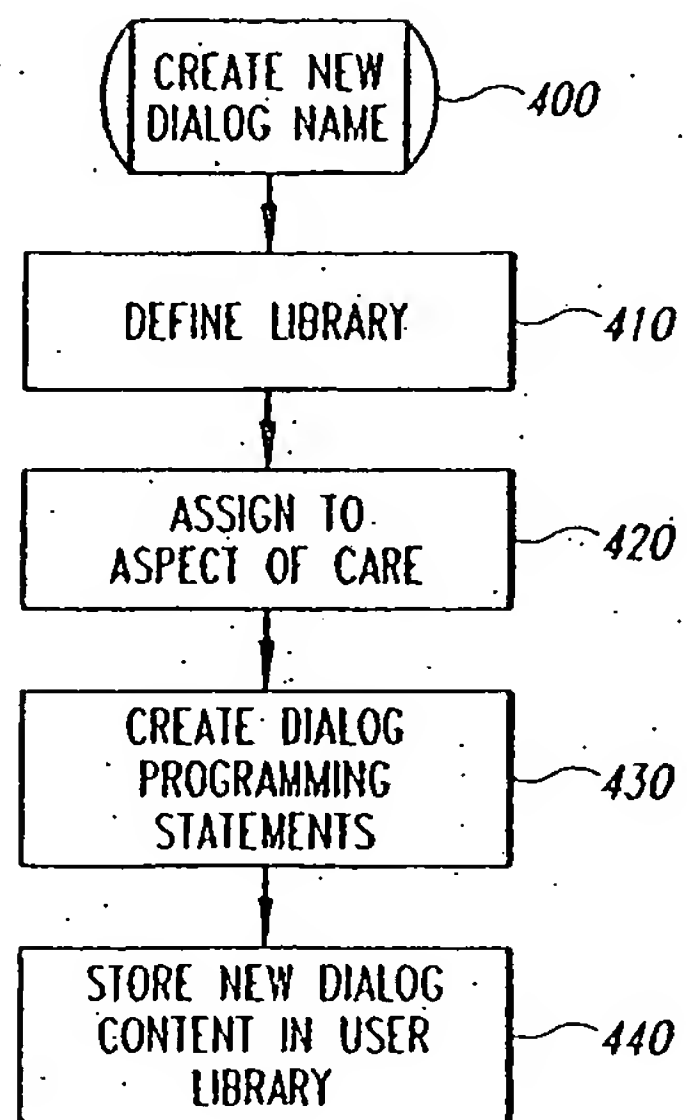 CREATE NEW
DIALOG NAME
400
DEFINE LIBRARY
410
ASSIGN TO
ASPECT OF CARE
420
CREATE DIALOG
PROGRAMMING
STATEMENTS
430
STORE NEW DIALOG
CONTENT IN USER
LIBRARY
440